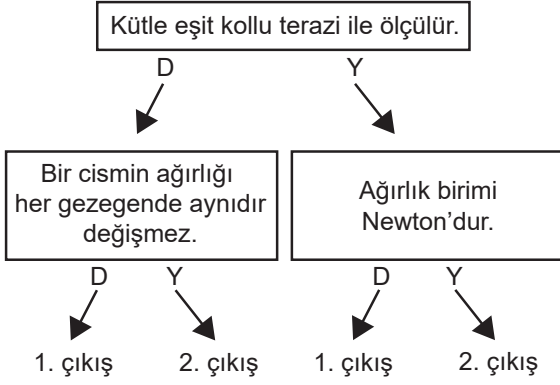 Kütle eşit kollu terazi ile ölçülür.
D Y
Bir cismin ağırlığı
her gezegende aynıdır
değişmez.
Ağırlık birimi
Newton’dur.
D Y D Y
1. çıkış 2. çıkış 1. çıkış 2. çıkış